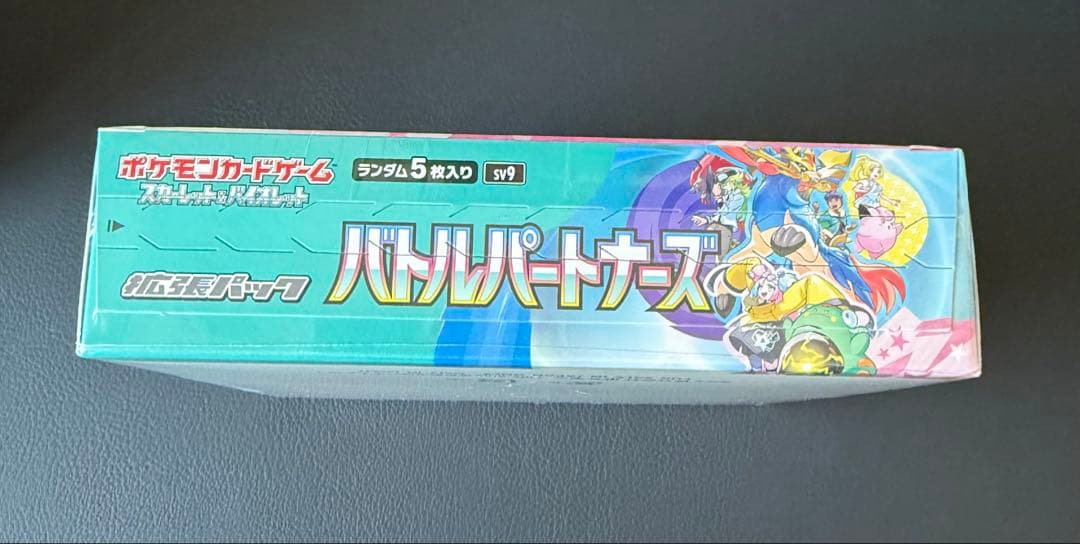 ポケモンカードゲーム
スカーレット&バイオレット
ランダム5枚入り SV9
拡張パック
バトルパートナーズ